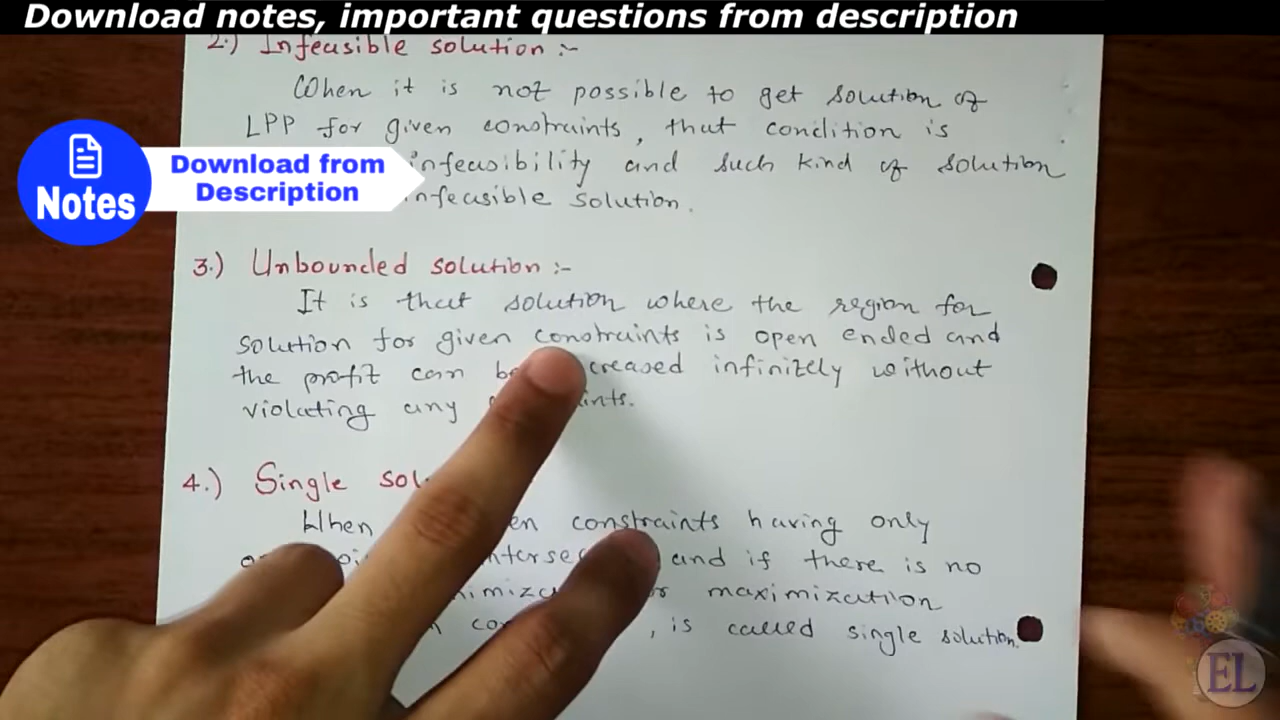 Download notes, important questions from description
2.) Infeasible solution :-
When it is not possible to get solution of
LPP for given constraints, that condition is
infeasibility and such kind of solution
infeasible solution.
Notes
Download from
Description
3.) Unbounded solution :-
It is that solution where the region for
solution for given constraints is open ended and
the profit can be creased infinitely without
violating any ints.
4.) Single sol
When en constraints having only
and if there is no
maximization
, is called single solution.
EL